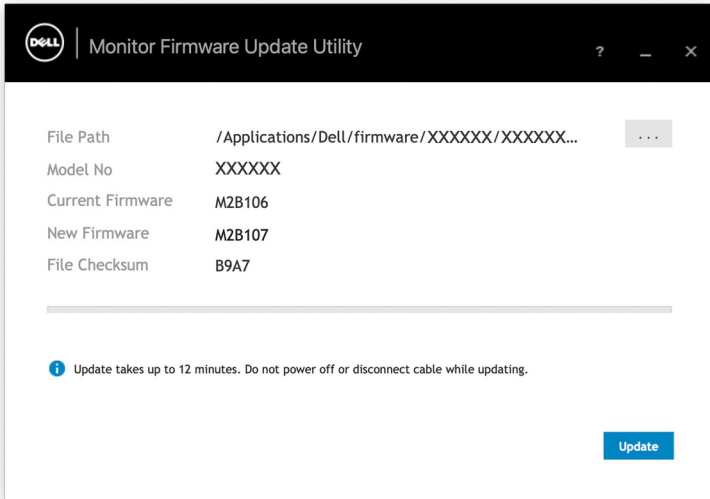 DELL
Monitor Firmware Update Utility
? _ ×
File Path /Applications/Dell/firmware/XXXXXX/XXXXXX... ...
Model No XXXXXX
Current Firmware M2B106
New Firmware M2B107
File Checksum B9A7
i Update takes up to 12 minutes. Do not power off or disconnect cable while updating.
Update